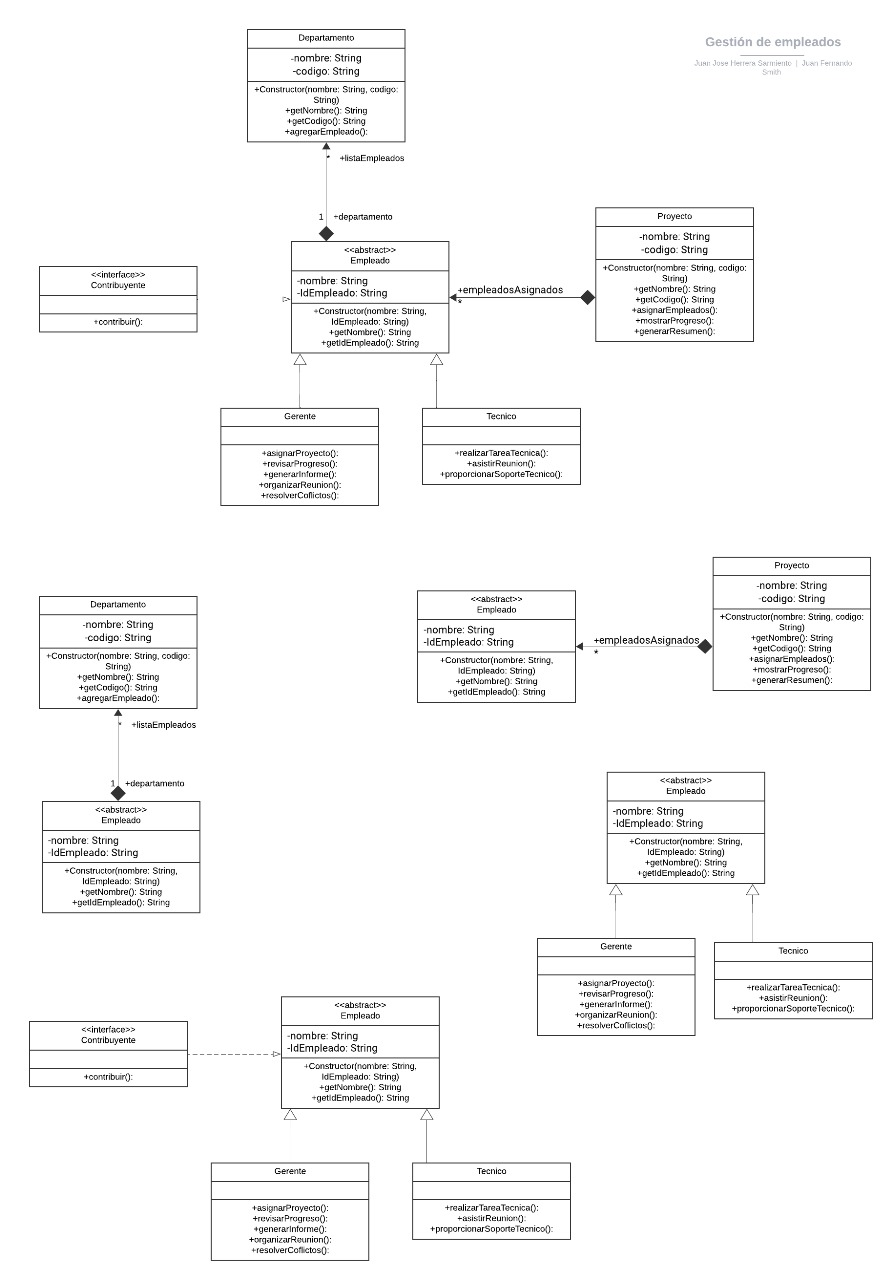 Departamento
-nombre: String
-codigo: String
+Constructor(nombre: String, codigo:
String)
+getNombre(): String
+getCodigo(): String
+agregarEmpleado():
Gestión de empleados
Juan Jose Herrera Sarmiento | Juan Fernando
Smith
* +listaEmpleados
1 +departamento
<<abstract>>
Empleado
-nombre: String
-IdEmpleado: String
+Constructor(nombre: String,
IdEmpleado: String)
+getNombre(): String
+getIdEmpleado(): String
+empleadosAsignados
*
Proyecto
-nombre: String
-codigo: String
+Constructor(nombre: String, codigo:
String)
+getNombre(): String
+getCodigo(): String
+asignarEmpleados():
+mostrarProgreso():
+generarResumen():
<<interface>>
Contribuyente
+contribuir():
Gerente
+asignarProyecto():
+revisarProgreso():
+generarInforme():
+organizarReunion():
+resolverCoflictos():
Tecnico
+realizarTareaTecnica():
+asistirReunion():
+proporcionarSoporteTecnico():
Departamento
-nombre: String
-codigo: String
+Constructor(nombre: String, codigo:
String)
+getNombre(): String
+getCodigo(): String
+agregarEmpleado():
* +listaEmpleados
1 +departamento
<<abstract>>
Empleado
-nombre: String
-IdEmpleado: String
+Constructor(nombre: String,
IdEmpleado: String)
+getNombre(): String
+getIdEmpleado(): String
<<abstract>>
Empleado
-nombre: String
-IdEmpleado: String
+Constructor(nombre: String,
IdEmpleado: String)
+getNombre(): String
+getIdEmpleado(): String
+empleadosAsignados
*
Proyecto
-nombre: String
-codigo: String
+Constructor(nombre: String, codigo:
String)
+getNombre(): String
+getCodigo(): String
+asignarEmpleados():
+mostrarProgreso():
+generarResumen():
<<abstract>>
Empleado
-nombre: String
-IdEmpleado: String
+Constructor(nombre: String,
IdEmpleado: String)
+getNombre(): String
+getIdEmpleado(): String
Gerente
+asignarProyecto():
+revisarProgreso():
+generarInforme():
+organizarReunion():
+resolverCoflictos():
Tecnico
+realizarTareaTecnica():
+asistirReunion():
+proporcionarSoporteTecnico():
<<interface>>
Contribuyente
+contribuir():
<<abstract>>
Empleado
-nombre: String
-IdEmpleado: String
+Constructor(nombre: String,
IdEmpleado: String)
+getNombre(): String
+getIdEmpleado(): String
Gerente
+asignarProyecto():
+revisarProgreso():
+generarInforme():
+organizarReunion():
+resolverCoflictos():
Tecnico
+realizarTareaTecnica():
+asistirReunion():
+proporcionarSoporteTecnico():